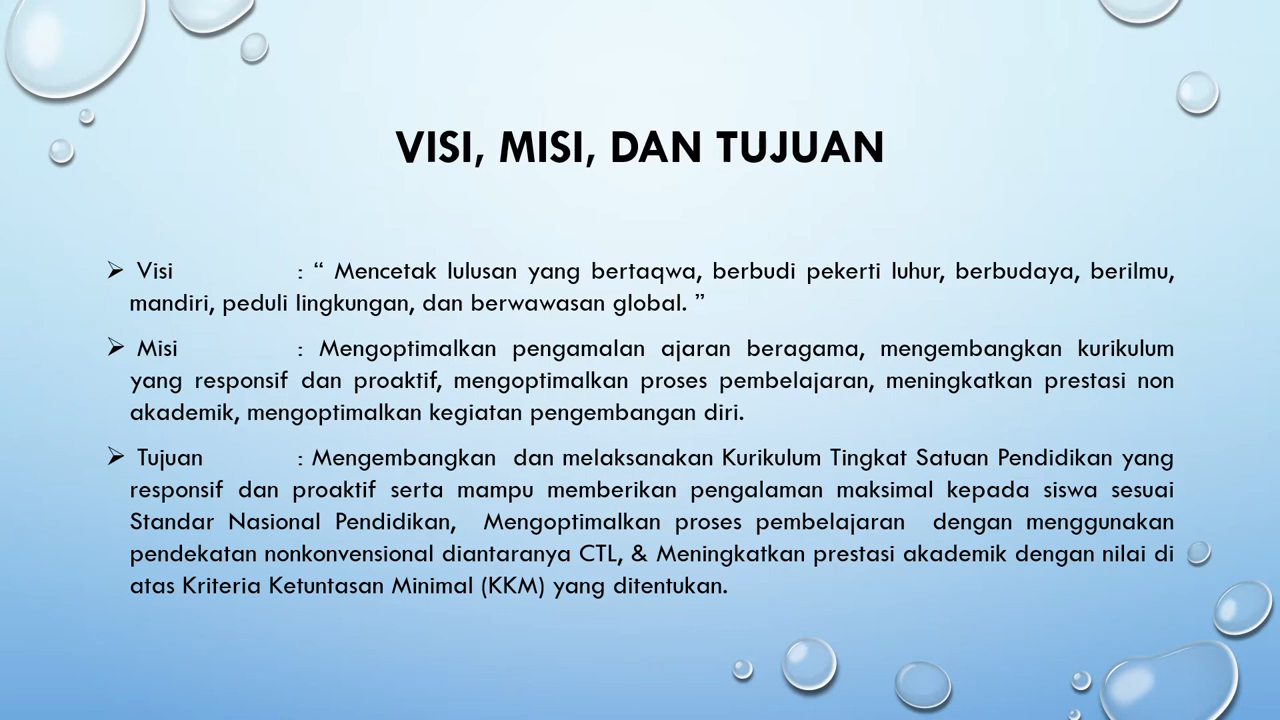 VISI, MISI, DAN TUJUAN
➢ Visi : “ Mencetak lulusan yang bertaqwa, berbudi pekerti luhur, berbudaya, berilmu,
mandiri, peduli lingkungan, dan berwawasan global. ”
➢ Misi : Mengoptimalkan pengamalan ajaran beragama, mengembangkan kurikulum
yang responsif dan proaktif, mengoptimalkan proses pembelajaran, meningkatkan prestasi non
akademik, mengoptimalkan kegiatan pengembangan diri.
➢ Tujuan : Mengembangkan dan melaksanakan Kurikulum Tingkat Satuan Pendidikan yang
responsif dan proaktif serta mampu memberikan pengalaman maksimal kepada siswa sesuai
Standar Nasional Pendidikan, Mengoptimalkan proses pembelajaran dengan menggunakan
pendekatan nonkonvensional diantaranya CTL, & Meningkatkan prestasi akademik dengan nilai di
atas Kriteria Ketuntasan Minimal (KKM) yang ditentukan.